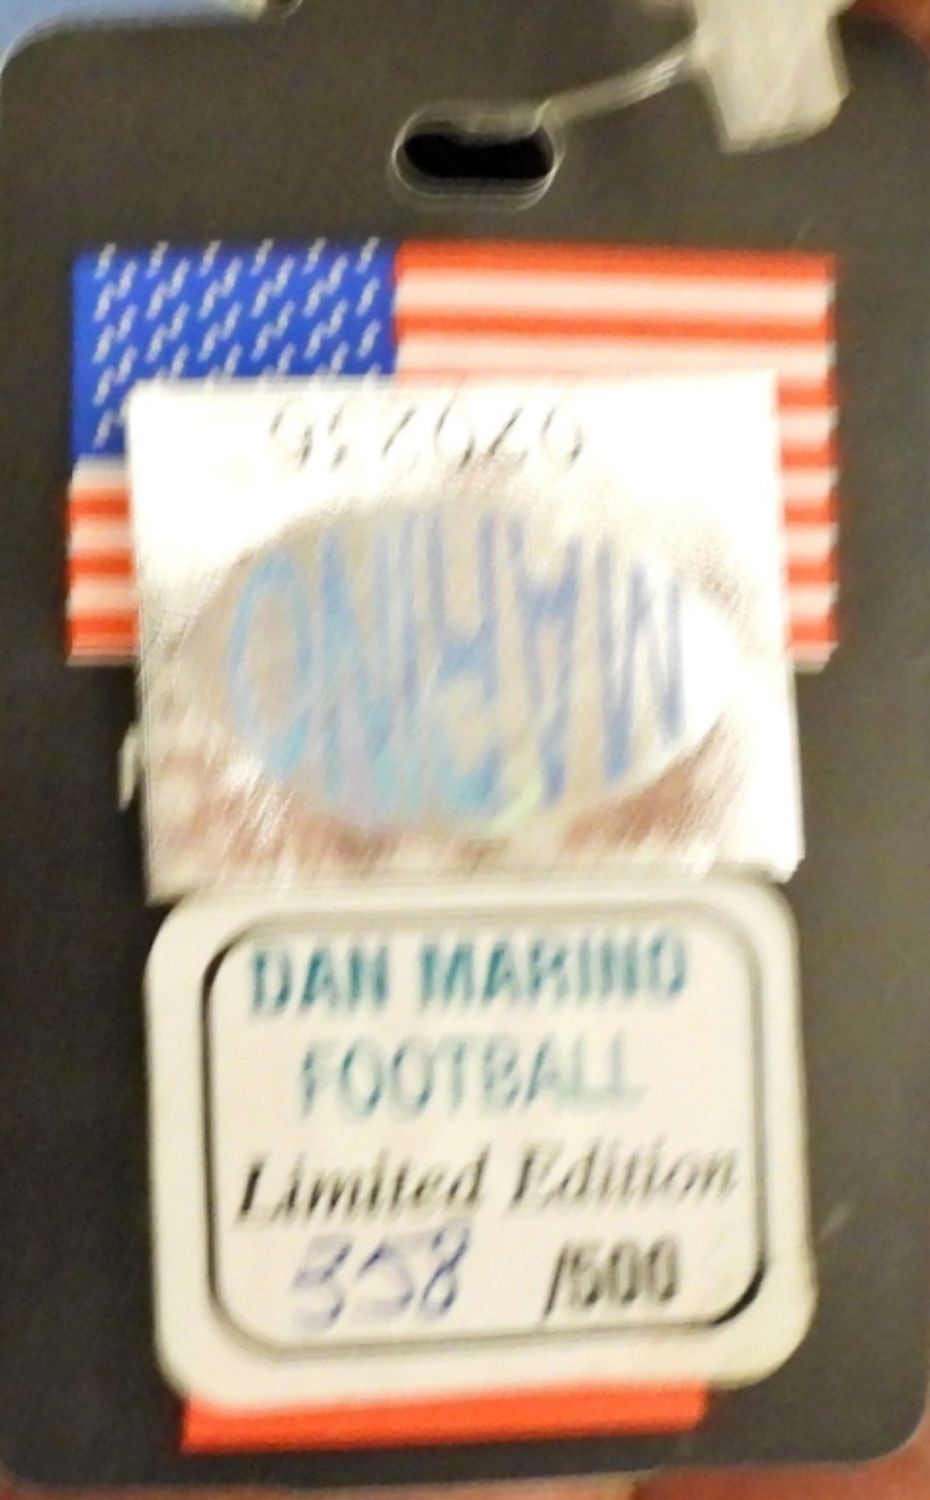 MARINO
DAN MARINO
FOOTBALL
Limited Edition
358 /500